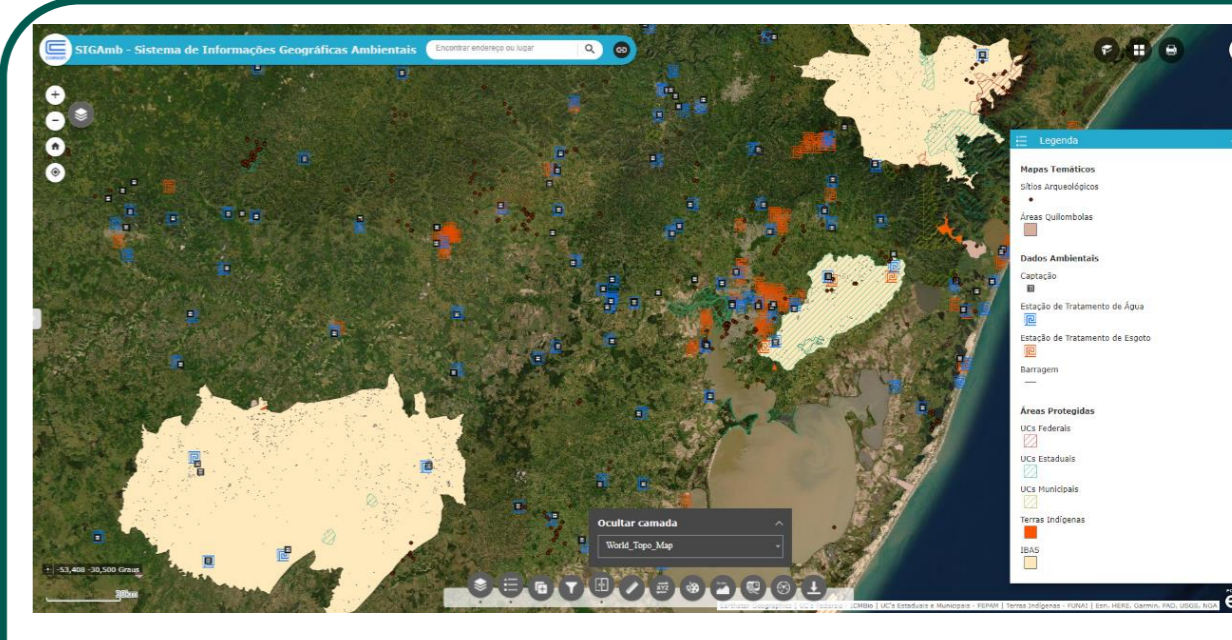 SIGAmb - Sistema de Informações Geográficas Ambientais
Encontrar endereço ou lugar
Legenda
Mapas Temáticos
Sítios Arqueológicos
Áreas Quilombolas
Dados Ambientais
Captação
Estação de Tratamento de Água
Estação de Tratamento de Esgoto
Barragem
Áreas Protegidas
UCs Federais
UCs Estaduais
UCs Municipais
Terras Indígenas
IBAS
Ocultar camada
World_Topo_Map
-53,408 -30,500 Graus
XYZ
Earthstar Geographics | ICMBio | UC's Estaduais e Municipais - FEPAM | Terras Indígenas - FUNAI | Esri, HERE, Garmin, FAO, USGS, NGA